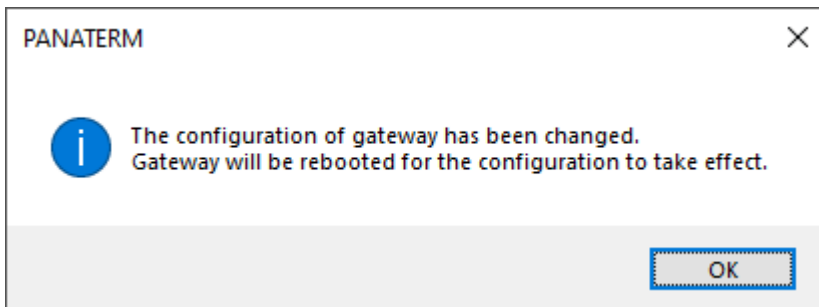 PANATERM
The configuration of gateway has been changed.
Gateway will be rebooted for the configuration to take effect.
OK